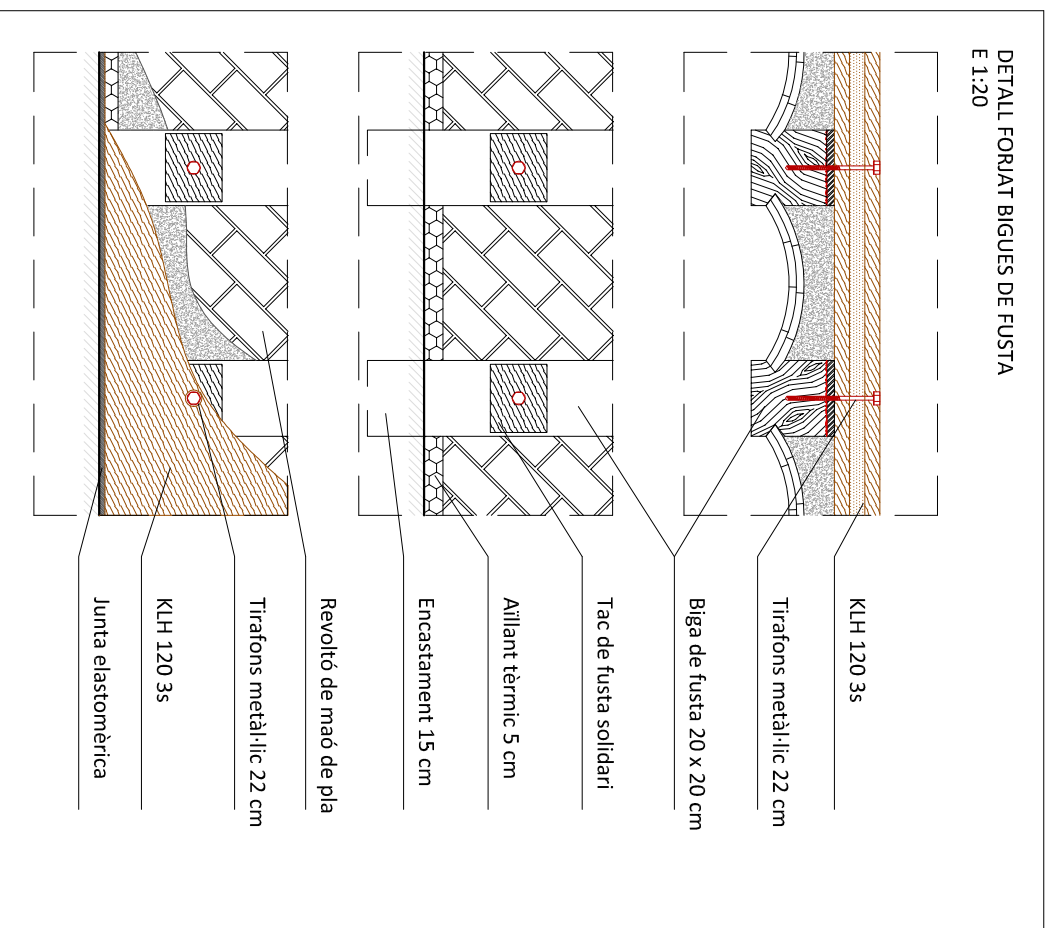 DETALL FORJAT BIGUES DE FUSTA
E 1:20
KLH 120 3s
Tirafons metàl·lic 22 cm
Biga de fusta 20 x 20 cm
Tac de fusta solidari
Aïllant tèrmic 5 cm
Encastament 15 cm
Revoltó de maó de pla
Tirafons metàl·lic 22 cm
KLH 120 3s
Junta elastomèrica